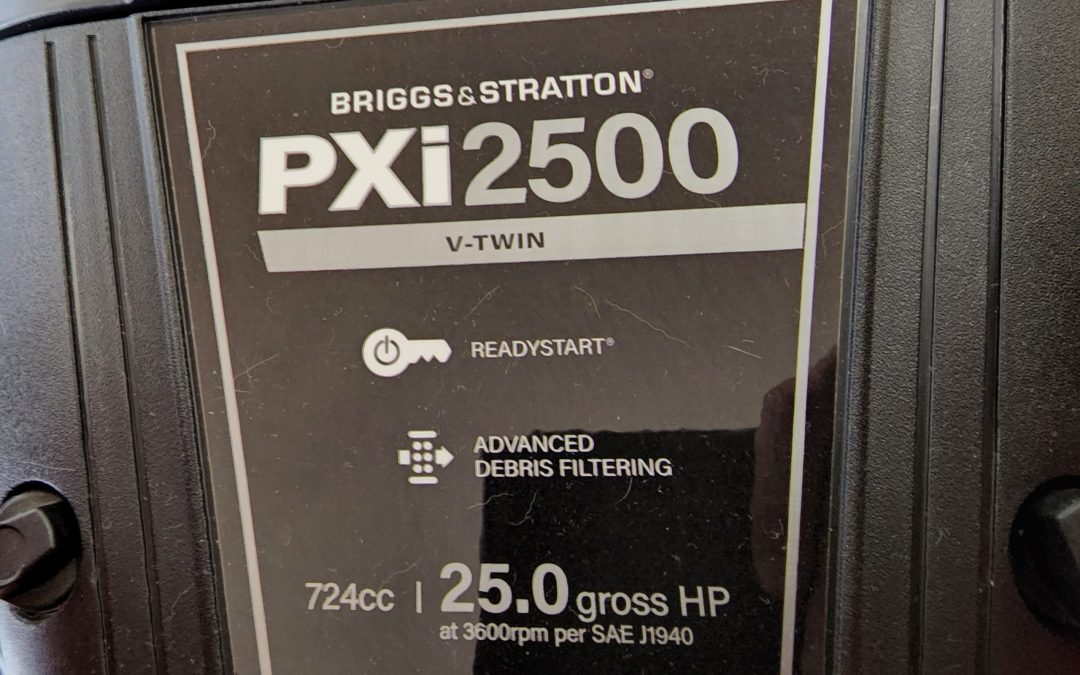 BRIGGS & STRATTON®
PXi2500
V-TWIN
READYSTART®
ADVANCED
DEBRIS FILTERING
724cc | 25.0 gross HP
at 3600rpm per SAE J1940